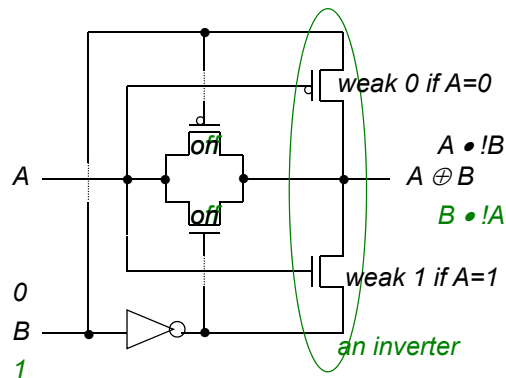 weak 0 if A=0
off
A • !B
A
A ⊕ B
off
B • !A
weak 1 if A=1
0
B
an inverter
1